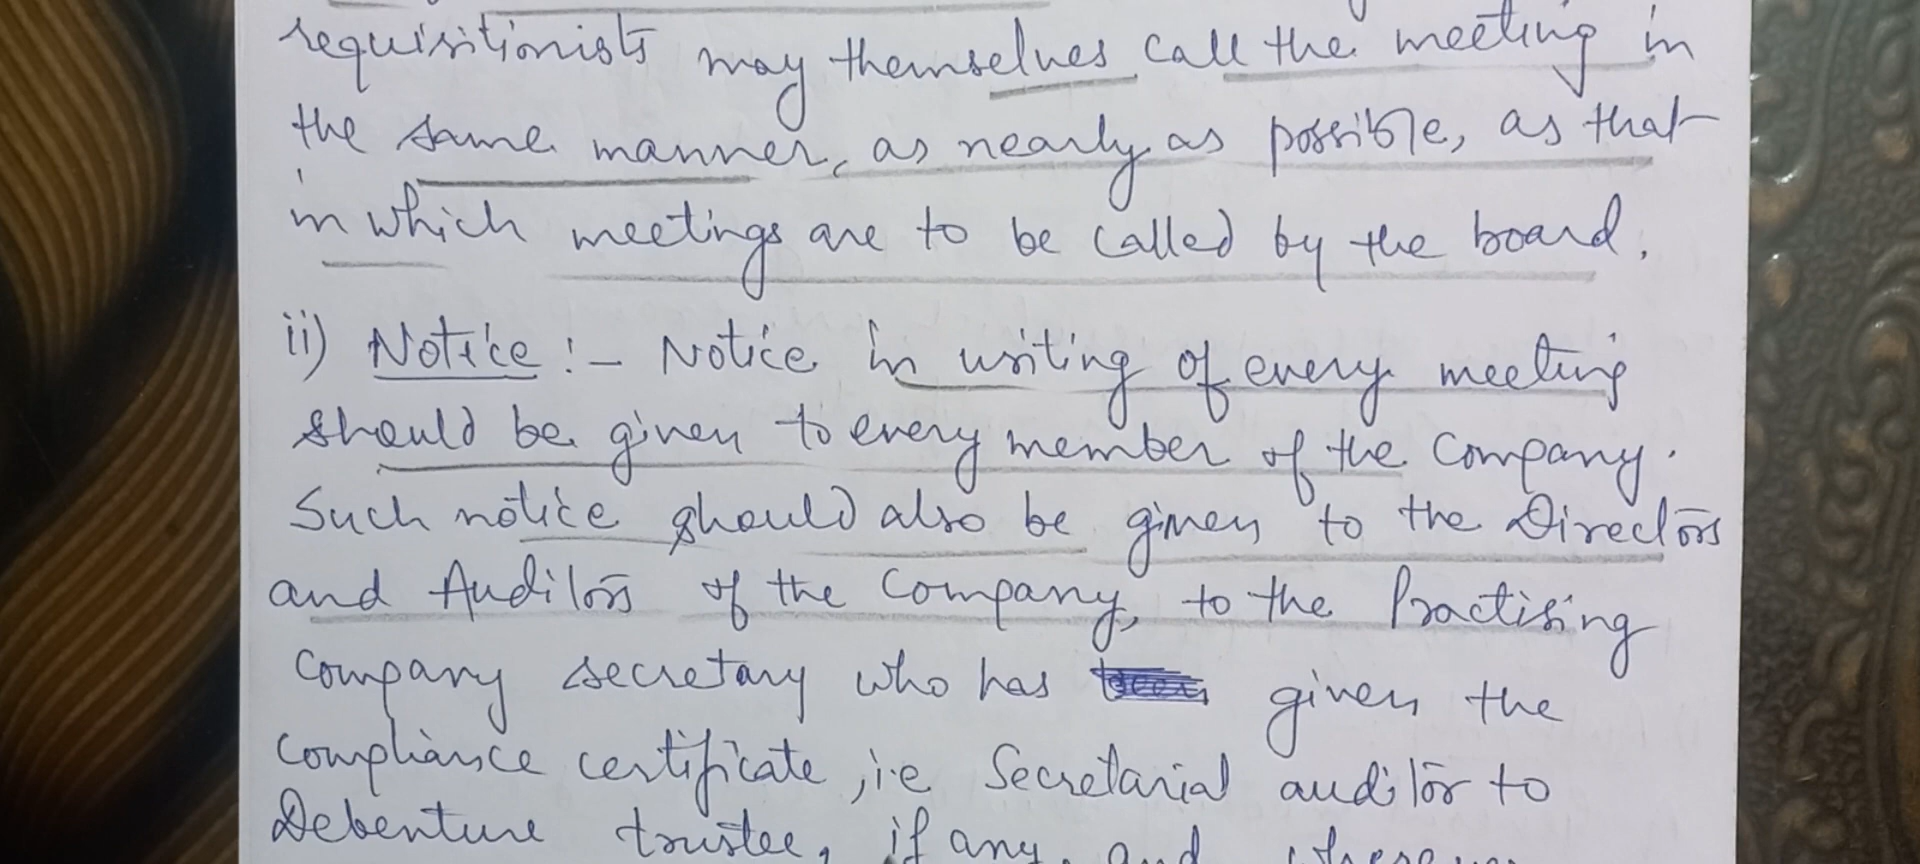 requisitionists may themselves call the meeting in
the same manner, as nearly as possible, as that
in which meetings are to be called by the board.
ii) Notice :- Notice in writing of every meeting
should be given to every member of the Company.
Such notice should also be given to the Directors
and Auditors of the Company, to the Practising
Company secretary who has given the
compliance certificate, i.e Secretarial auditor to
Debenture trustee, if any, and